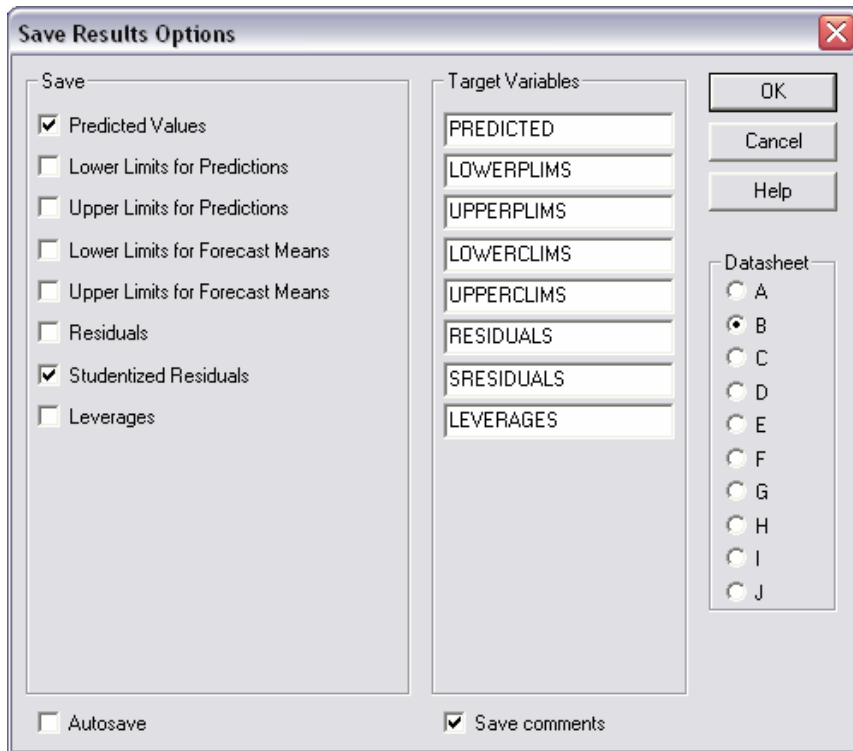 Save Results Options
Save
Predicted Values
Lower Limits for Predictions
Upper Limits for Predictions
Lower Limits for Forecast Means
Upper Limits for Forecast Means
Residuals
Studentized Residuals
Leverages
Target Variables
PREDICTED
LOWERPLIMS
UPPERPLIMS
LOWERCLIMS
UPPERCLIMS
RESIDUALS
SRESIDUALS
LEVERAGES
OK
Cancel
Help
Datasheet
A
B
C
D
E
F
G
H
I
J
Autosave
Save comments